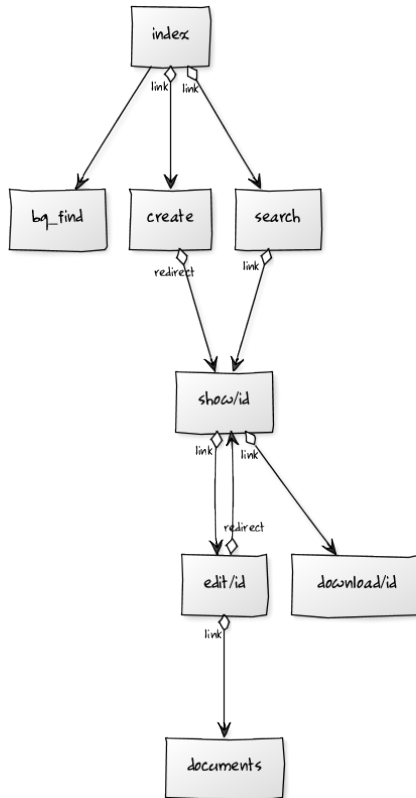 index
link
link
bq_find
create
search
redirect
link
show/id
link
link
redirect
edit/id
download/id
link
documents